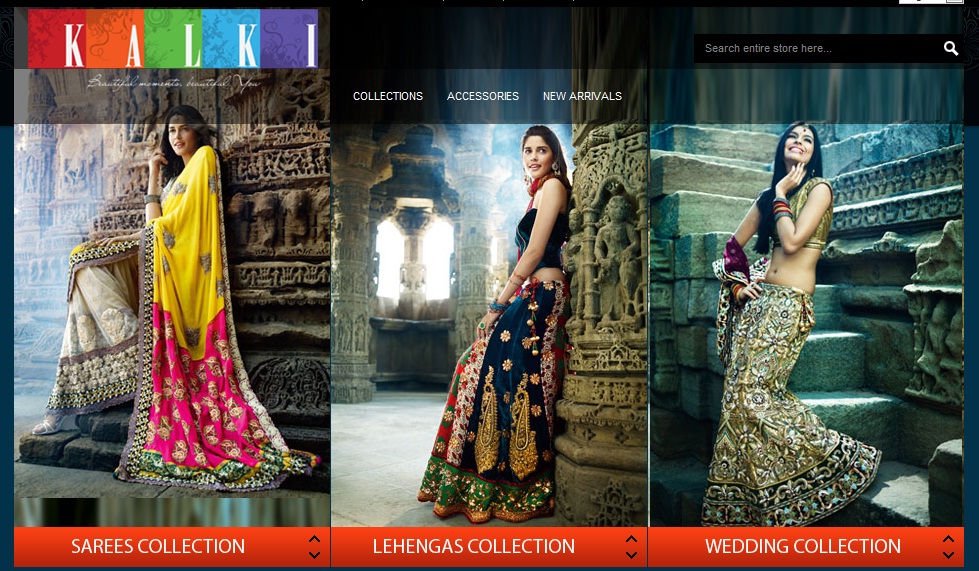 KALKI
Beautiful moments, beautiful You
Search entire store here...
COLLECTIONS ACCESSORIES NEW ARRIVALS
SAREES COLLECTION
LEHENGAS COLLECTION
WEDDING COLLECTION